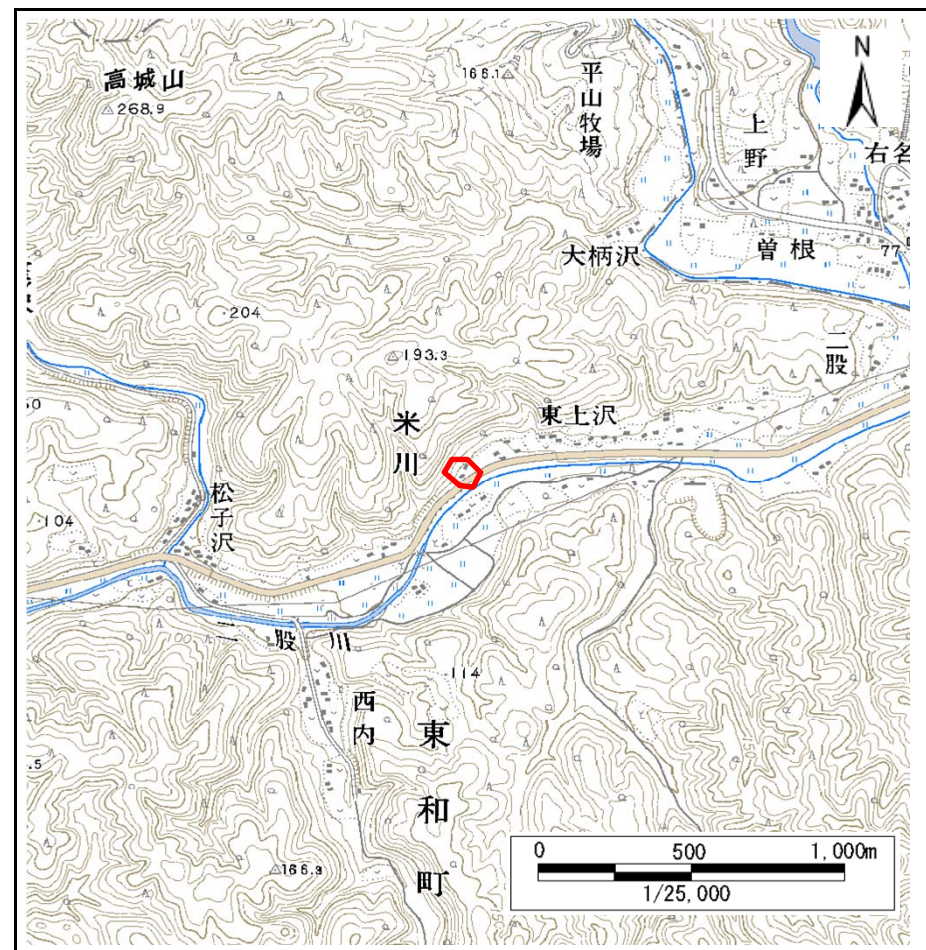 高城山
268.9
166.1
平山牧場
N
上野
右名
大柄沢
曽根
77
204
193.3
二股
東上沢
米川
松子沢
104
二股川
114
西内
東和町
.5
166.3
0 500 1,000m
1/25,000